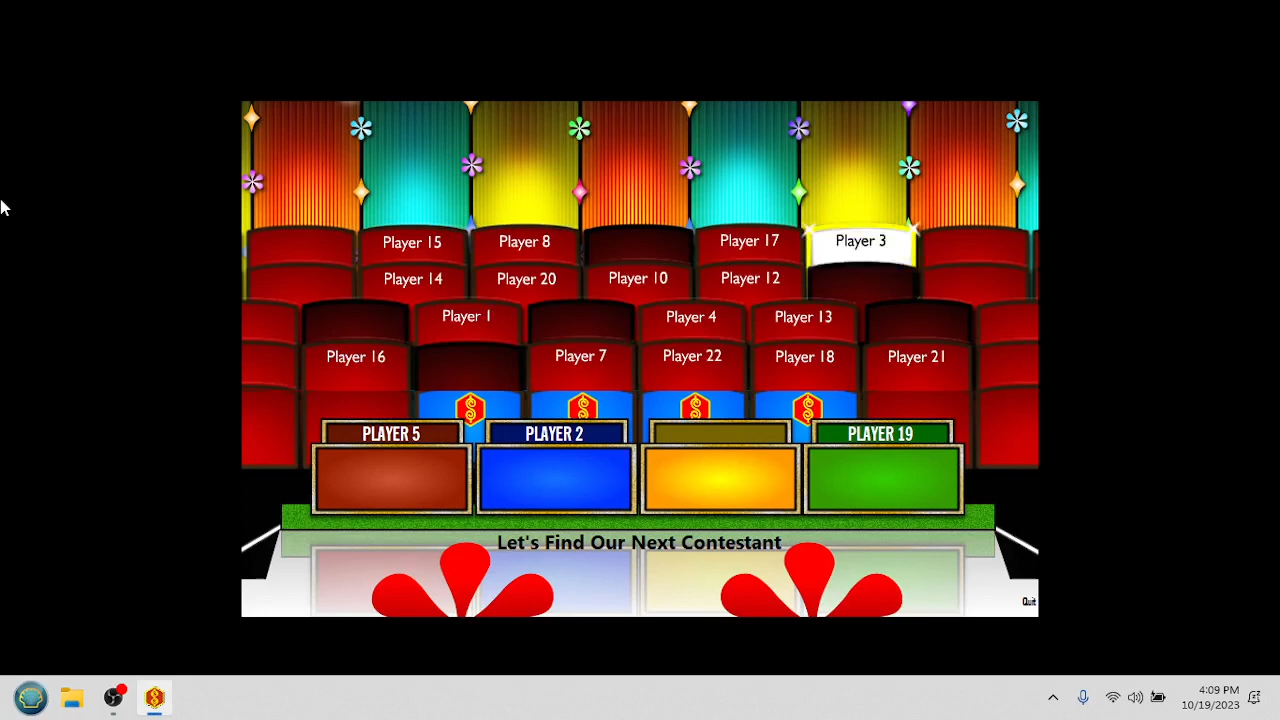 Player 15 Player 8 Player 17 Player 3
Player 14 Player 20 Player 10 Player 12
Player 1 Player 4 Player 13
Player 16 Player 7 Player 22 Player 18 Player 21
PLAYER 5 PLAYER 2 PLAYER 19
Let's Find Our Next Contestant
Quit
4:09 PM
10/19/2023